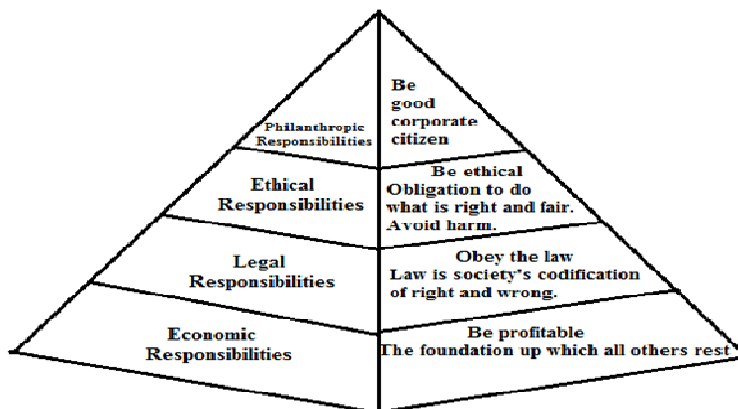 Be
good
corporate
citizen
Philanthropic
Responsibilities
Be ethical
Obligation to do
what is right and fair.
Avoid harm.
Ethical
Responsibilities
Obey the law
Law is society's codification
of right and wrong.
Legal
Responsibilities
Be profitable
The foundation up which all others rest
Economic
Responsibilities